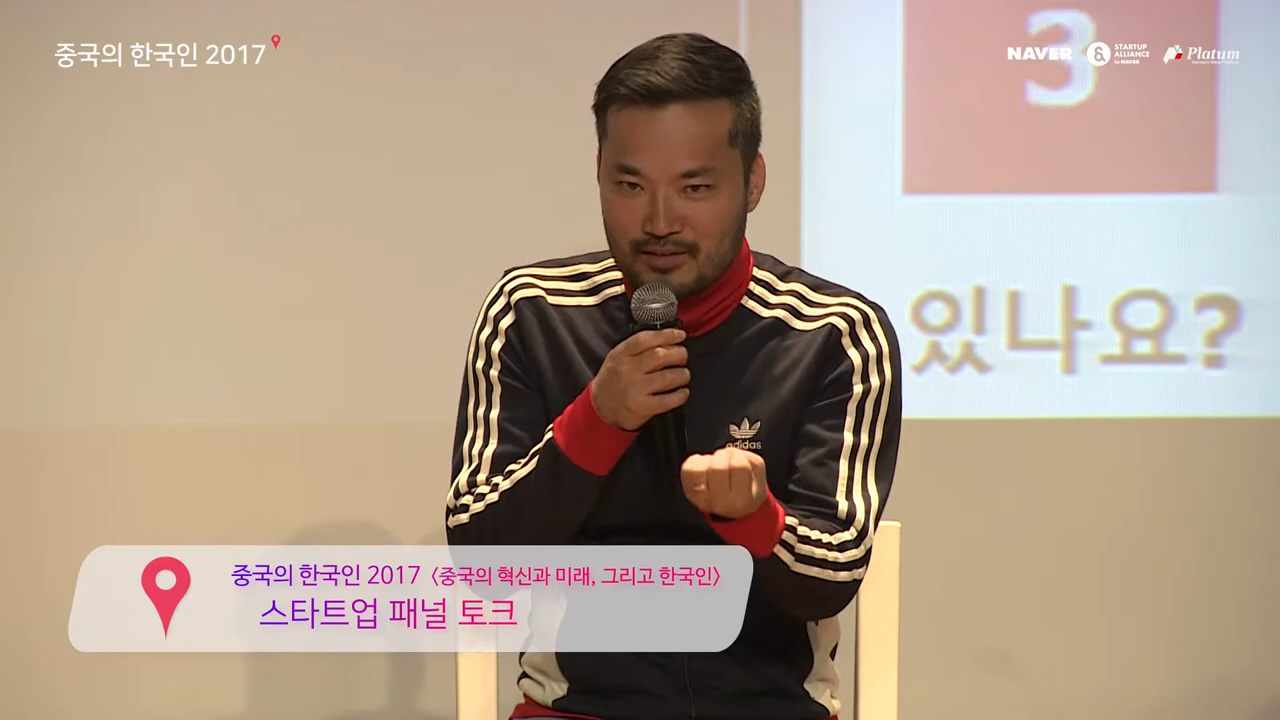 중국의 한국인 2017
NAVER
&
STARTUP
ALLIANCE
by NAVER
Platum
3
있나요?
adidas
중국의 한국인 2017 〈중국의 혁신과 미래, 그리고 한국인〉
스타트업 패널 토크